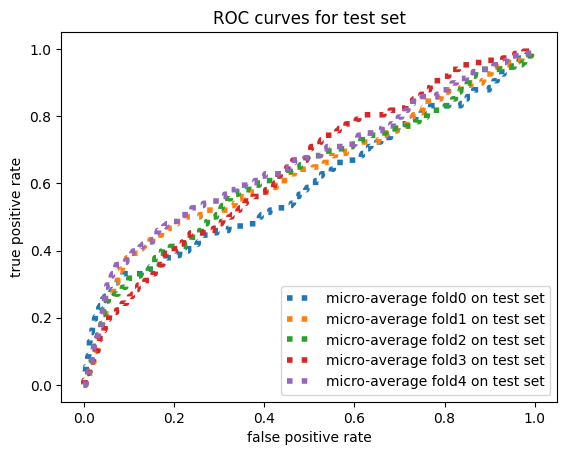 ROC curves for test set
true positive rate
1.0
0.8
0.6
0.4
0.2
0.0
micro-average fold0 on test set
micro-average fold1 on test set
micro-average fold2 on test set
micro-average fold3 on test set
micro-average fold4 on test set
0.0 0.2 0.4 0.6 0.8 1.0
false positive rate